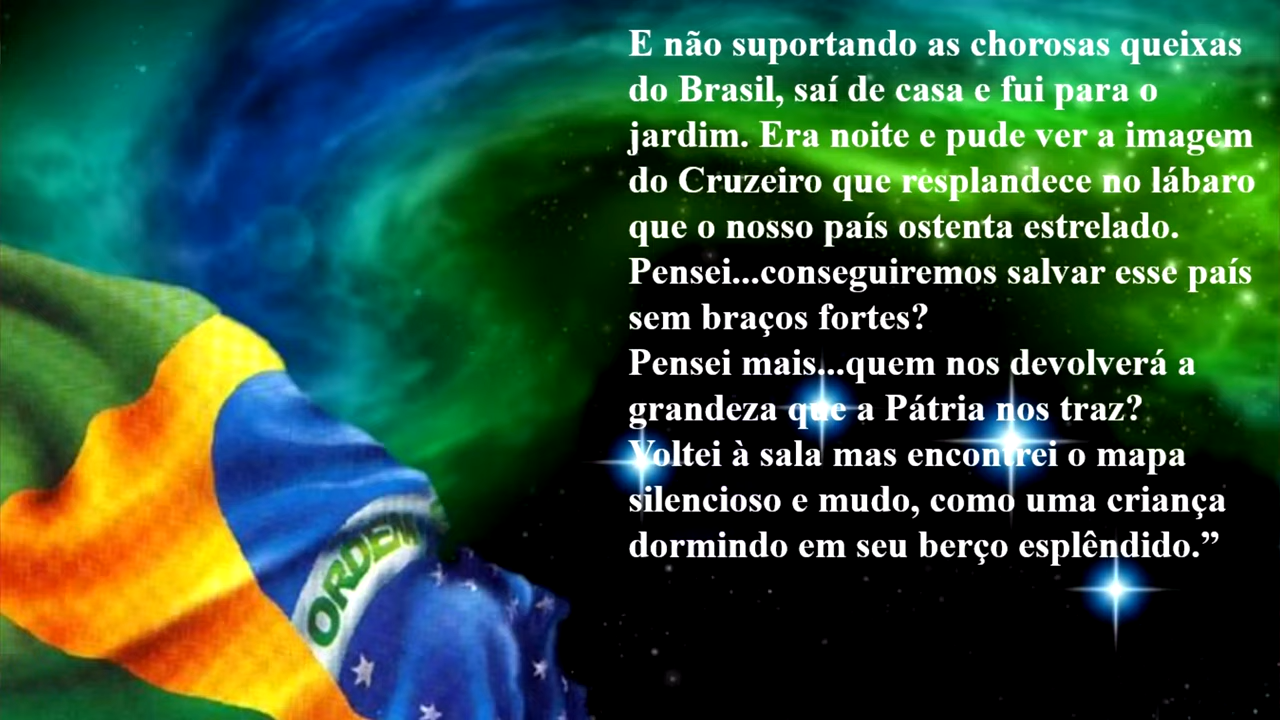 E não suportando as chorosas queixas
do Brasil, saí de casa e fui para o
jardim. Era noite e pude ver a imagem
do Cruzeiro que resplandece no lábaro
que o nosso país ostenta estrelado.
Pensei...conseguiremos salvar esse país
sem braços fortes?
Pensei mais...quem nos devolverá a
grandeza que a Pátria nos traz?
Voltei à sala mas encontrei o mapa
silencioso e mudo, como uma criança
dormindo em seu berço esplêndido.”
ORDEM